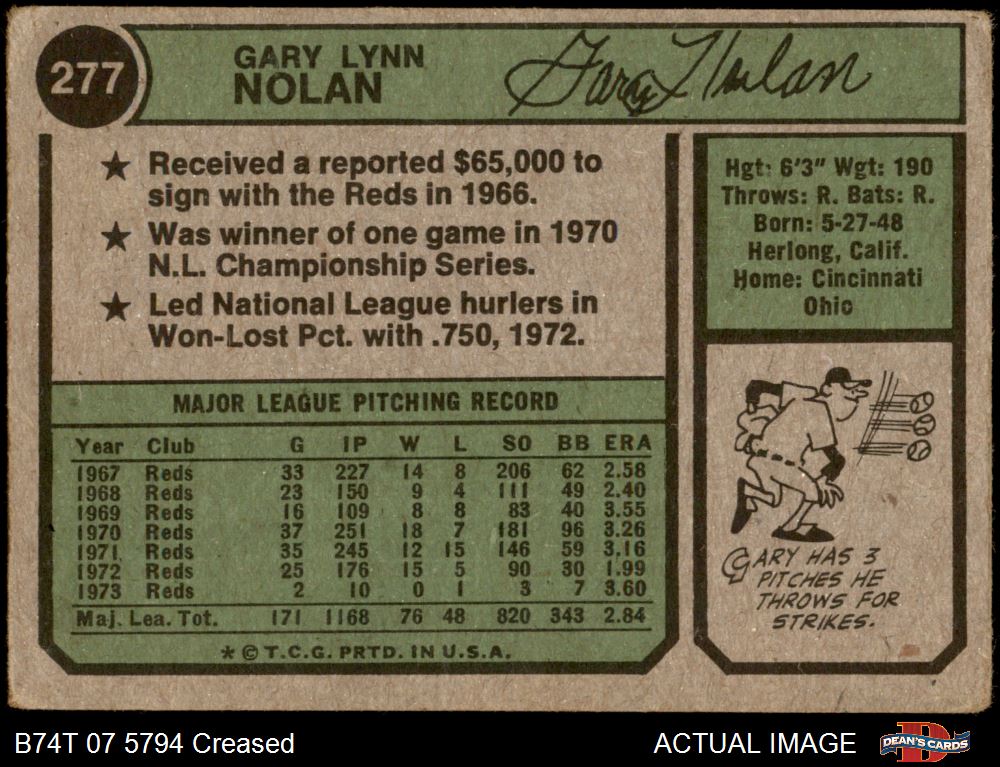 277
GARY LYNN
NOLAN
Gary Nolan
★ Received a reported $65,000 to
sign with the Reds in 1966.
★ Was winner of one game in 1970
N.L. Championship Series.
★ Led National League hurlers in
Won-Lost Pct. with .750, 1972.
Hgt: 6'3" Wgt: 190
Throws: R. Bats: R.
Born: 5-27-48
Herlong, Calif.
Home: Cincinnati
Ohio
MAJOR LEAGUE PITCHING RECORD
Year Club G IP W L SO BB ERA
1967 Reds 33 227 14 8 206 62 2.58
1968 Reds 23 150 9 4 111 49 2.40
1969 Reds 16 109 8 8 83 40 3.55
1970 Reds 37 251 18 7 181 96 3.26
1971 Reds 35 245 12 15 146 59 3.16
1972 Reds 25 176 15 5 90 30 1.99
1973 Reds 2 10 0 1 3 7 3.60
Maj. Lea. Tot. 171 1168 76 48 820 343 2.84
* © T.C.G. PRTD. IN U.S.A.
GARY HAS 3
PITCHES HE
THROWS FOR
STRIKES.
B74T 07 5794 Creased
ACTUAL IMAGE
D
DEAN'S CARDS